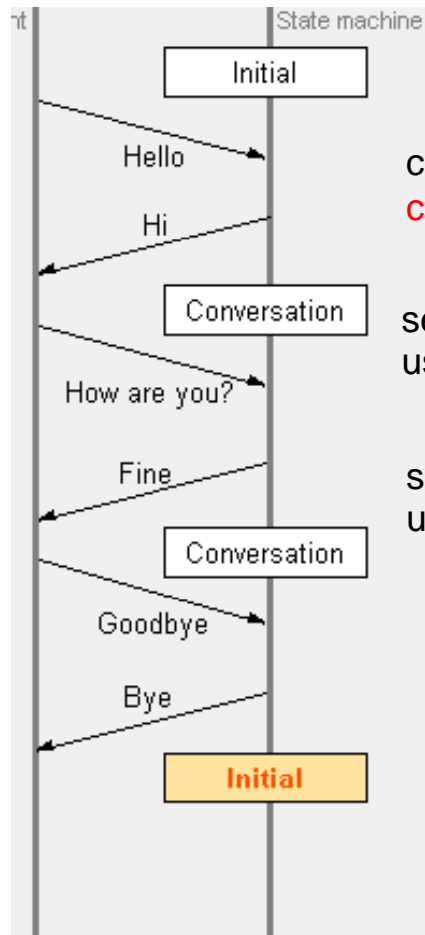 State machine
Initial
Hello
Hi
Conversation
How are you?
Fine
Conversation
Goodbye
Bye
Initial